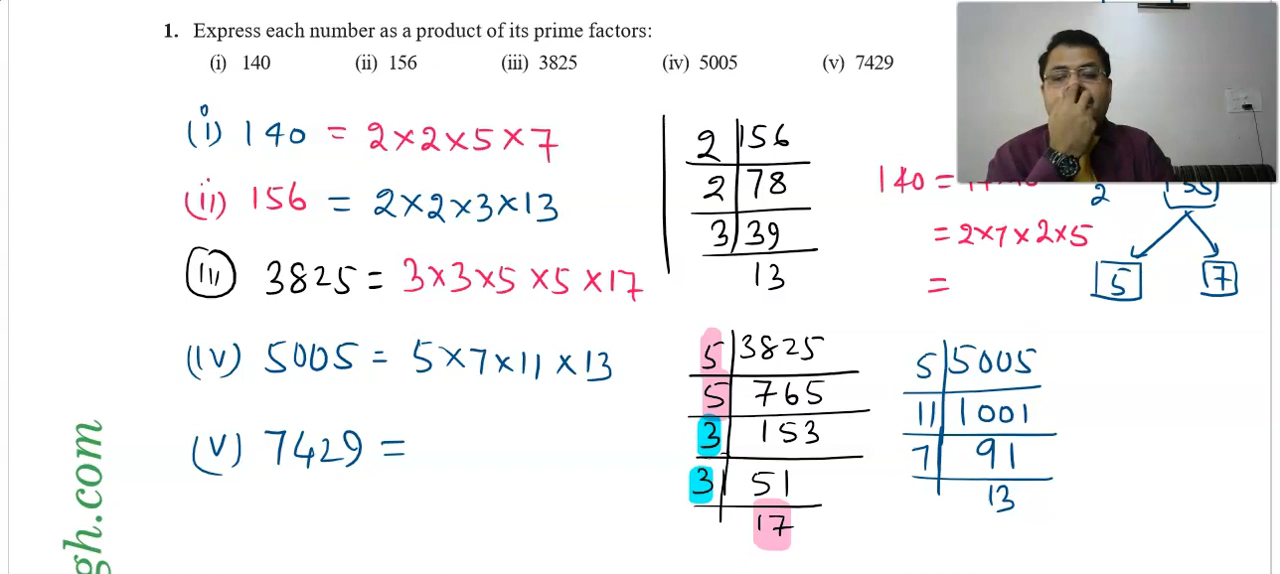 1. Express each number as a product of its prime factors:
(i) 140 (ii) 156 (iii) 3825 (iv) 5005 (v) 7429
(i) 140 = 2×2×5×7
(ii) 156 = 2×2×3×13
(iii) 3825 = 3×3×5×5×17
(iv) 5005 = 5×7×11×13
(v) 7429 =
2 156
2 78
3 39
13
140 =
= 2×7×2×5
=
2
5 7
5 3825
5 765
3 153
3 51
17
5 5005
11 1001
7 91
13
gh.com